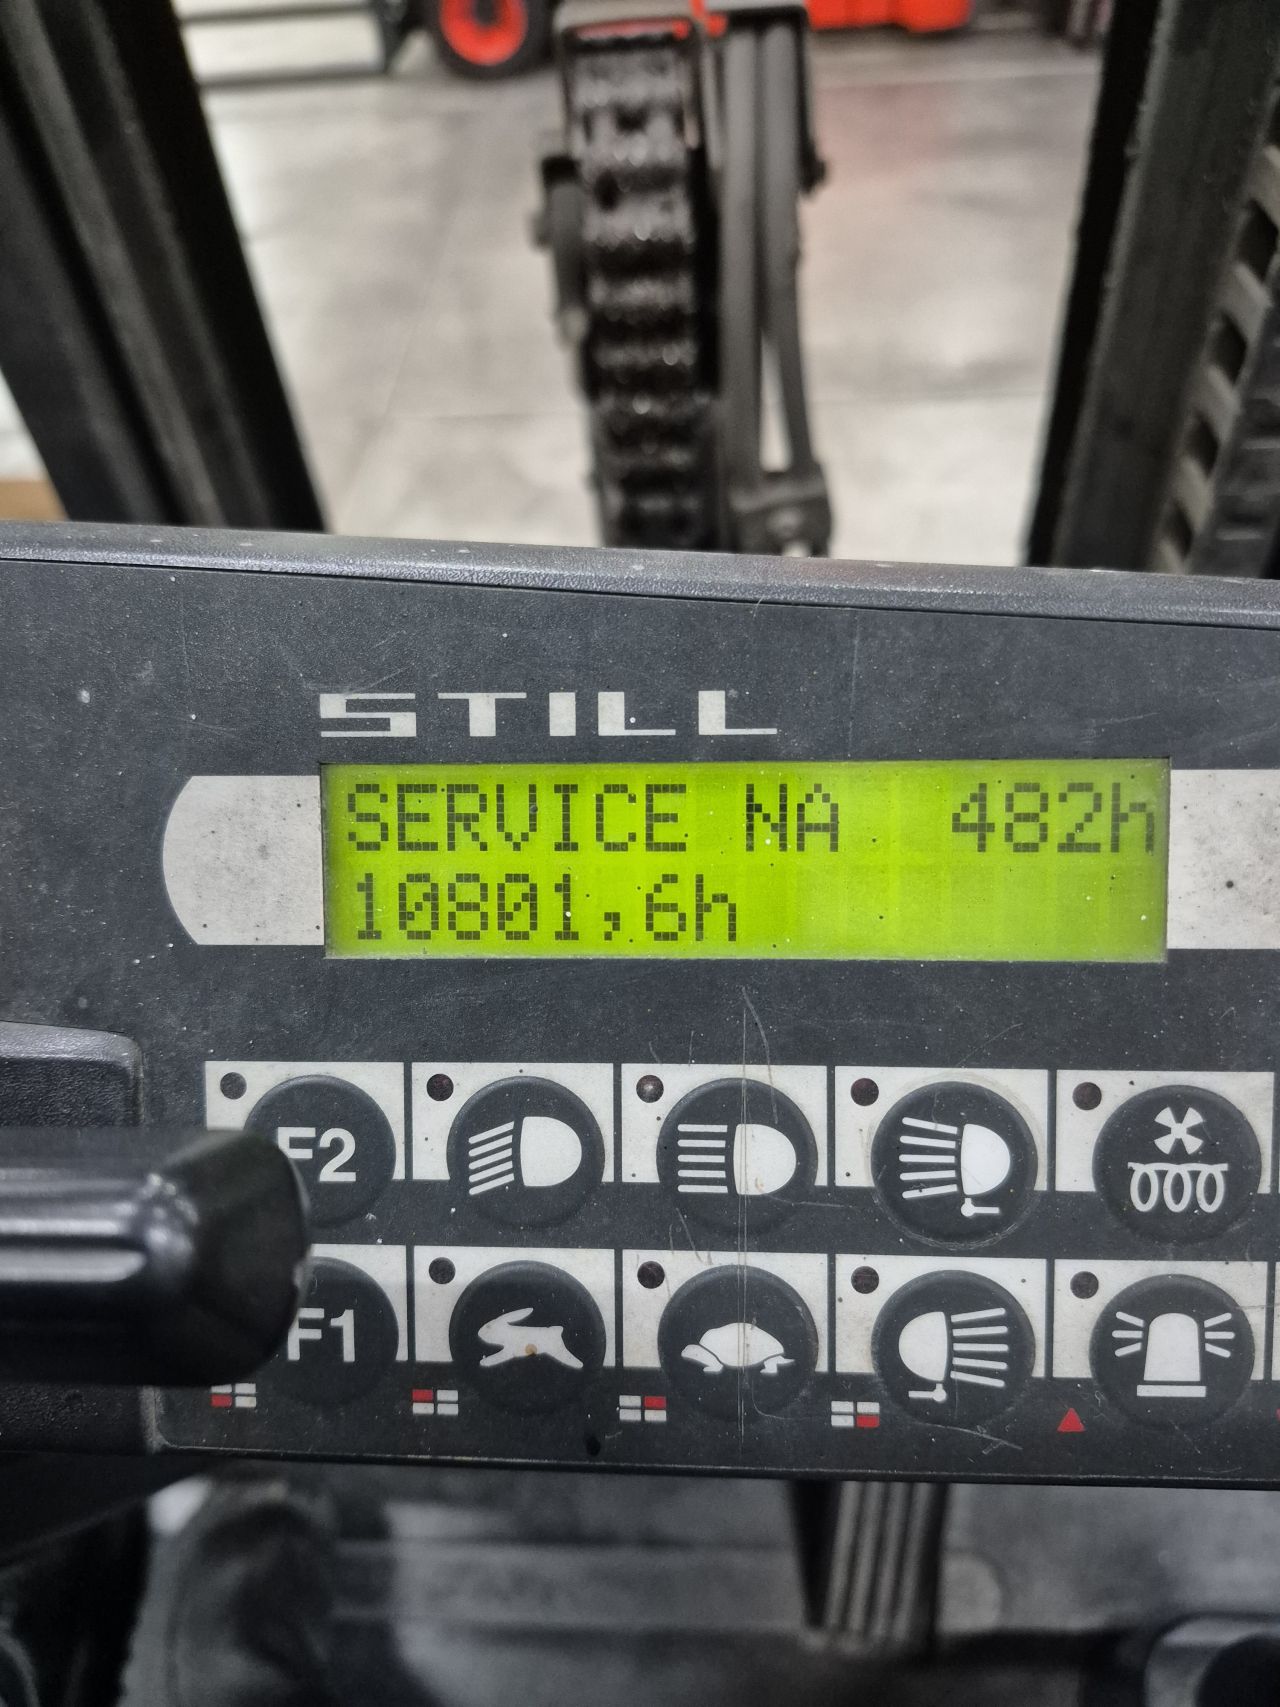 STILL
SERVICE NA 482h
10801,6h
F2
F1